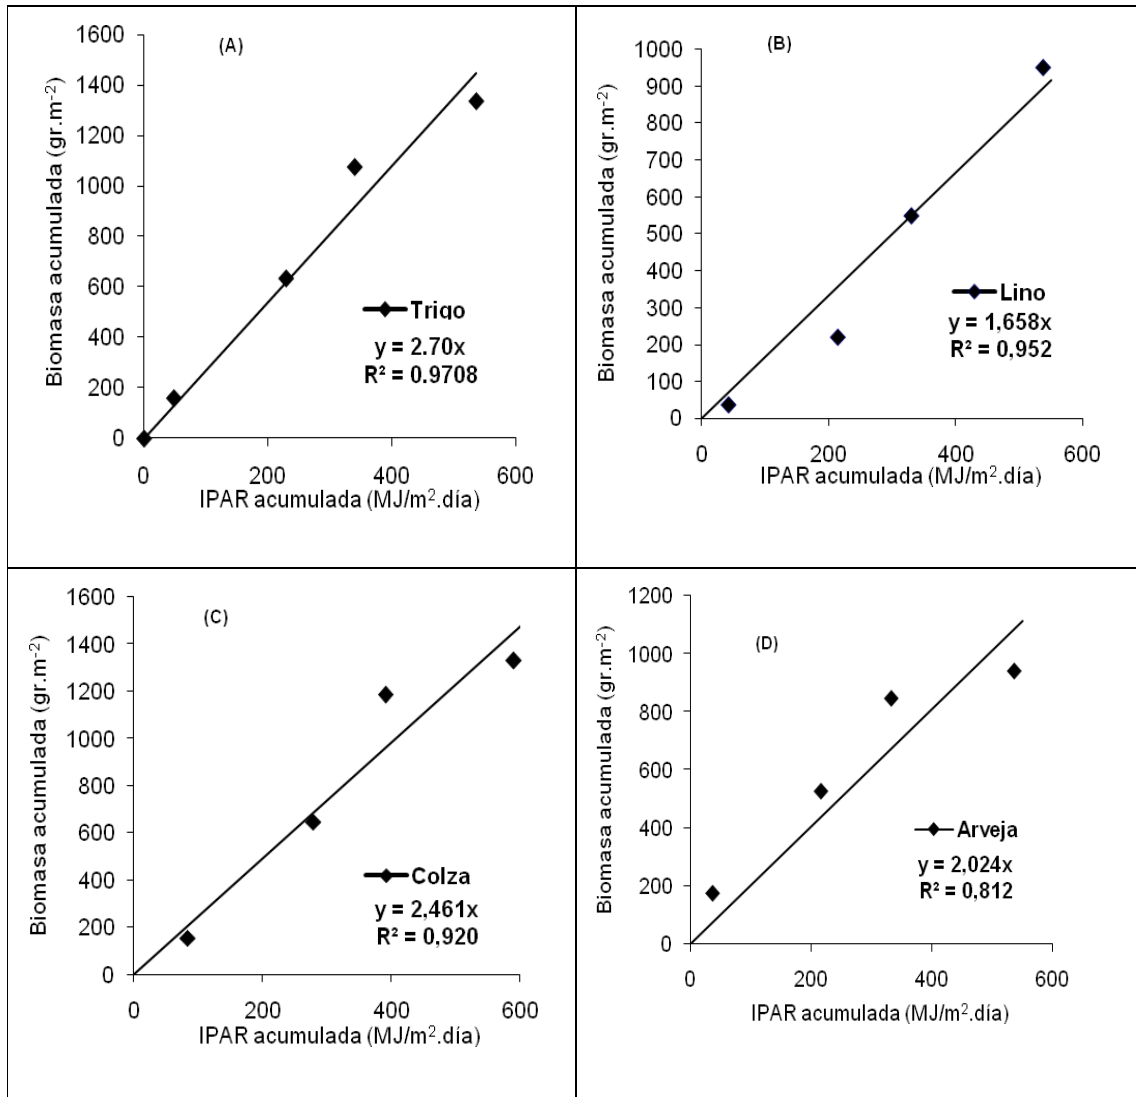 (A)
Biomasa acumulada (gr.m-2)
1600
1400
1200
1000
800
600
400
200
0
0 200 400 600
IPAR acumulada (MJ/m².día)
Trigo
y = 2.70x
R² = 0.9708
(B)
Biomasa acumulada (gr.m-2)
1000
900
800
700
600
500
400
300
200
100
0
0 200 400 600
IPAR acumulada (MJ/m².día)
Lino
y = 1,658x
R² = 0,952
(C)
Biomasa acumulada (gr.m-2)
1600
1400
1200
1000
800
600
400
200
0
0 200 400 600
IPAR acumulada (MJ/m².día)
Colza
y = 2,461x
R² = 0,920
(D)
Biomasa acumulada (gr.m-2)
1200
1000
800
600
400
200
0
0 200 400 600
IPAR acumulada (MJ/m².día)
Arveja
y = 2,024x
R² = 0,812